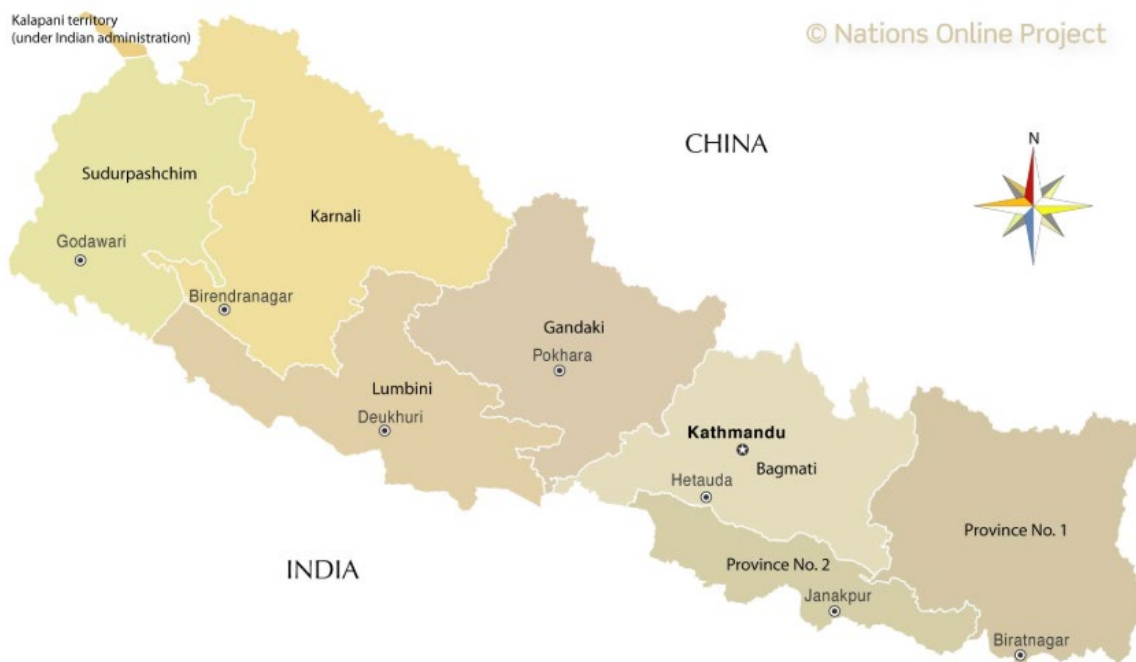 Kalapani territory
(under Indian administration)
© Nations Online Project
CHINA
N
Sudurpashchim
Karnali
Godawari
Birendranagar
Gandaki
Pokhara
Lumbini
Deukhuri
Kathmandu
Bagmati
Hetauda
Province No. 1
Province No. 2
INDIA
Janakpur
Biratnagar